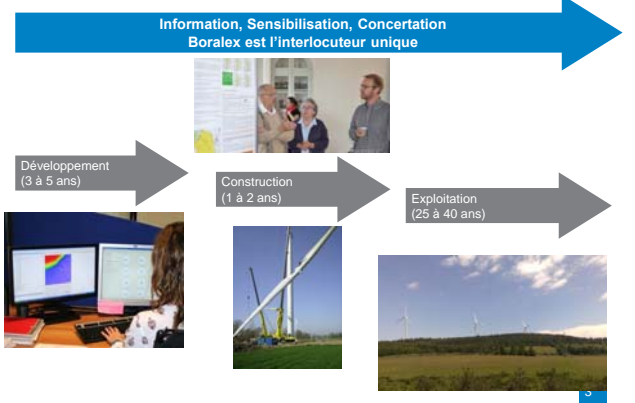 Information, Sensibilisation, Concertation
Boralex est l'interlocuteur unique
Développement
(3 à 5 ans)
Construction
(1 à 2 ans)
Exploitation
(25 à 40 ans)
3